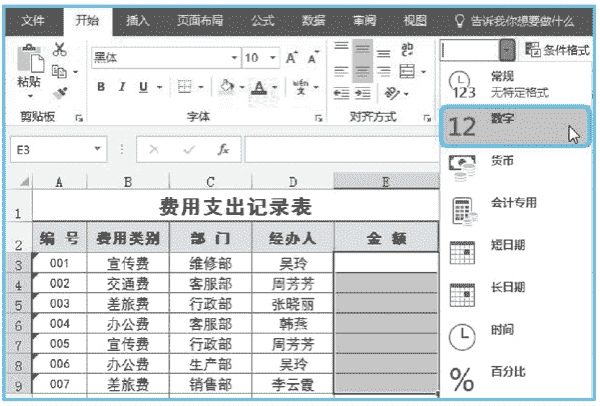 文件 开始 插入 页面布局 公式 数据 审阅 视图 告诉我你想要做什么
黑体 10 A A ab 条件格式
粘贴 B I U A wén 文
剪贴板 字体 对齐方式
常规
123 无特定格式
12 数字
货币
会计专用
短日期
长日期
时间
% 百分比
E3 fx
A B C D E
1 费用支出记录表
2 编 号 费用类别 部 门 经办人 金 额
3 001 宣传费 维修部 吴玲
4 002 交通费 客服部 周芳芳
5 003 差旅费 行政部 张晓丽
6 004 办公费 客服部 韩燕
7 005 宣传费 行政部 周芳芳
8 006 办公费 生产部 吴玲
9 007 差旅费 销售部 李云霞